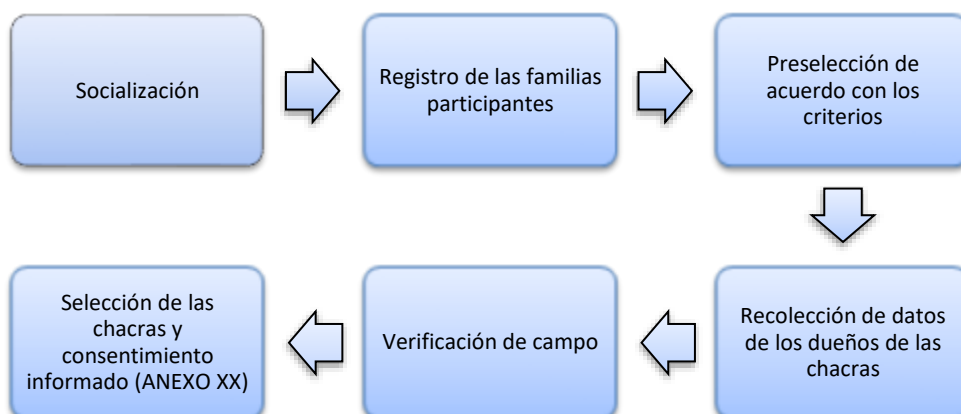 Socialización
Registro de las familias
participantes
Preselección de
acuerdo con los
criterios
Recolección de datos
de los dueños de las
chacras
Verificación de campo
Selección de las
chacras y
consentimiento
informado (ANEXO XX)